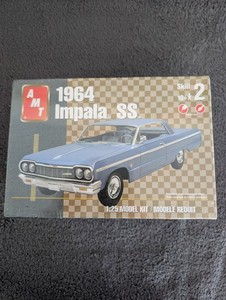 AMT
1964
Impala SS
Skill 2
1:25 MODEL KIT / MODELE REDUIT